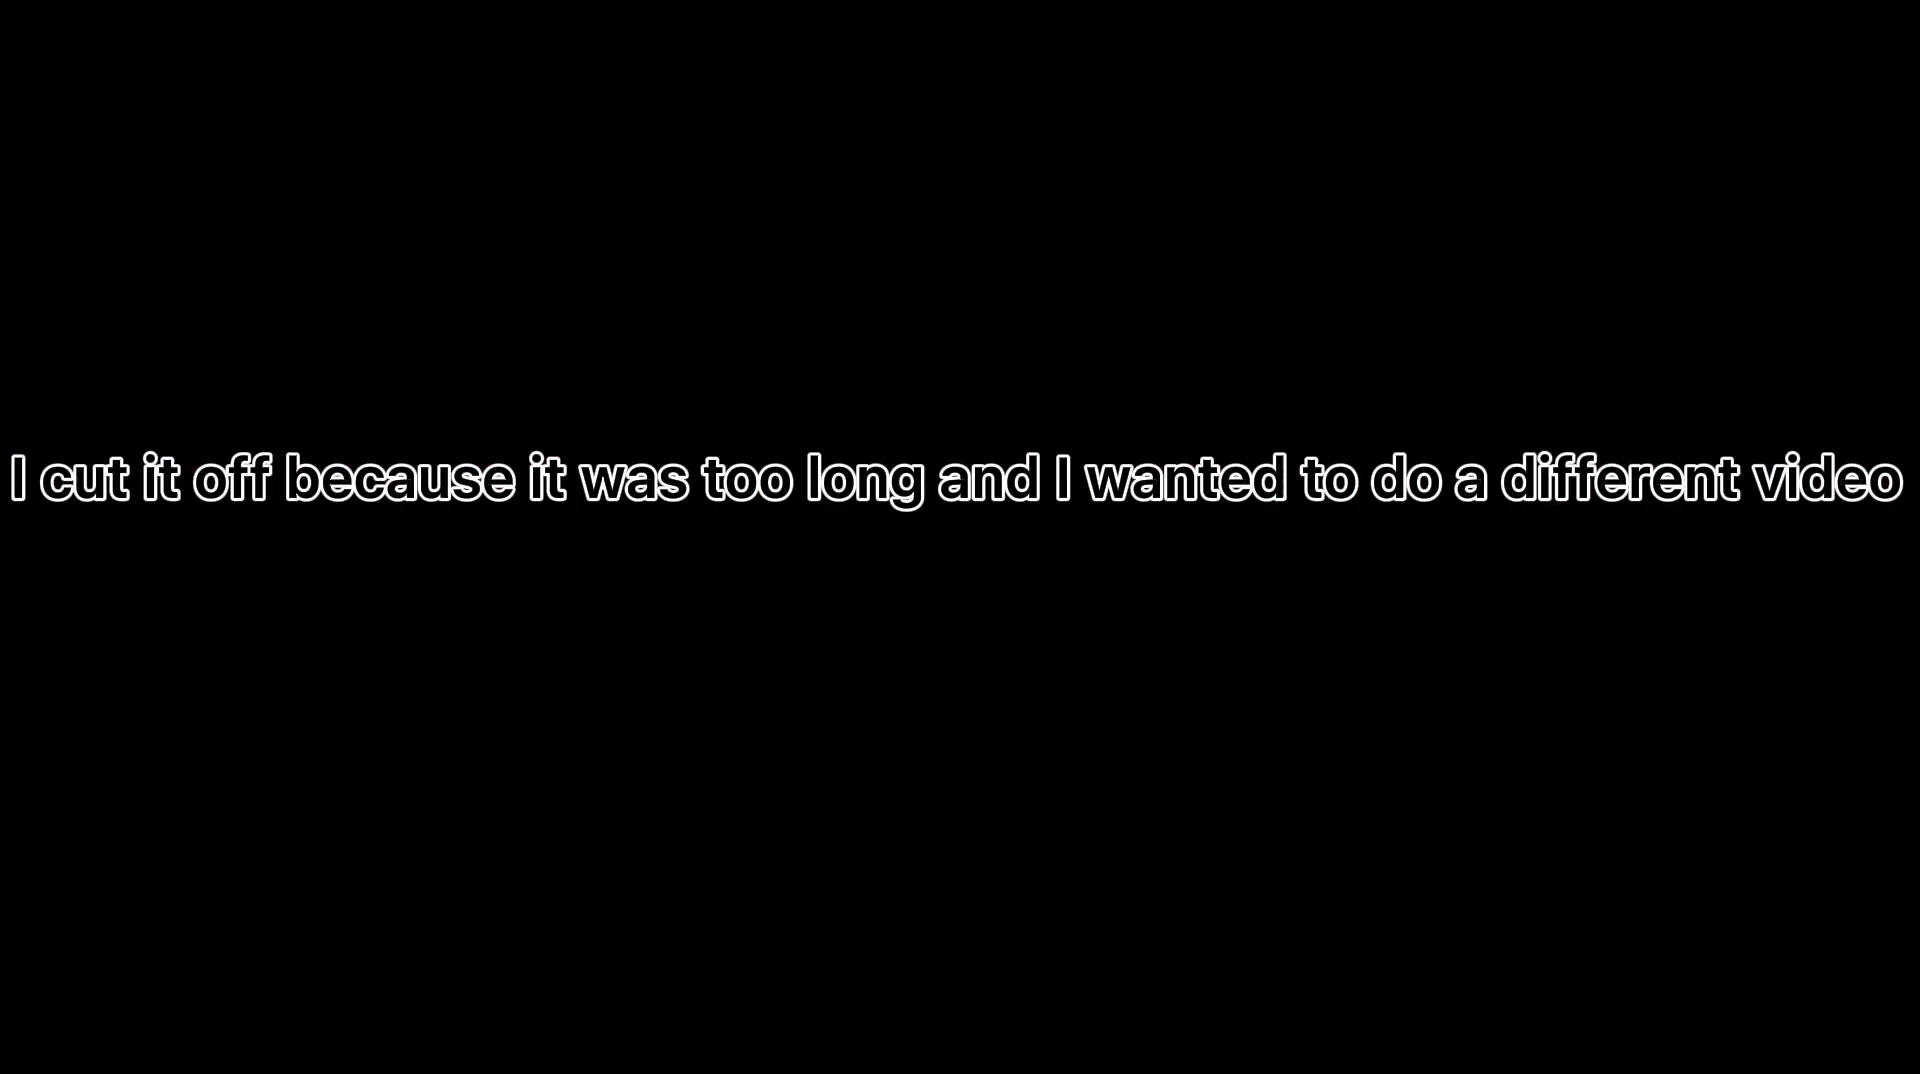 I cut it off because it was too long and I wanted to do a different video